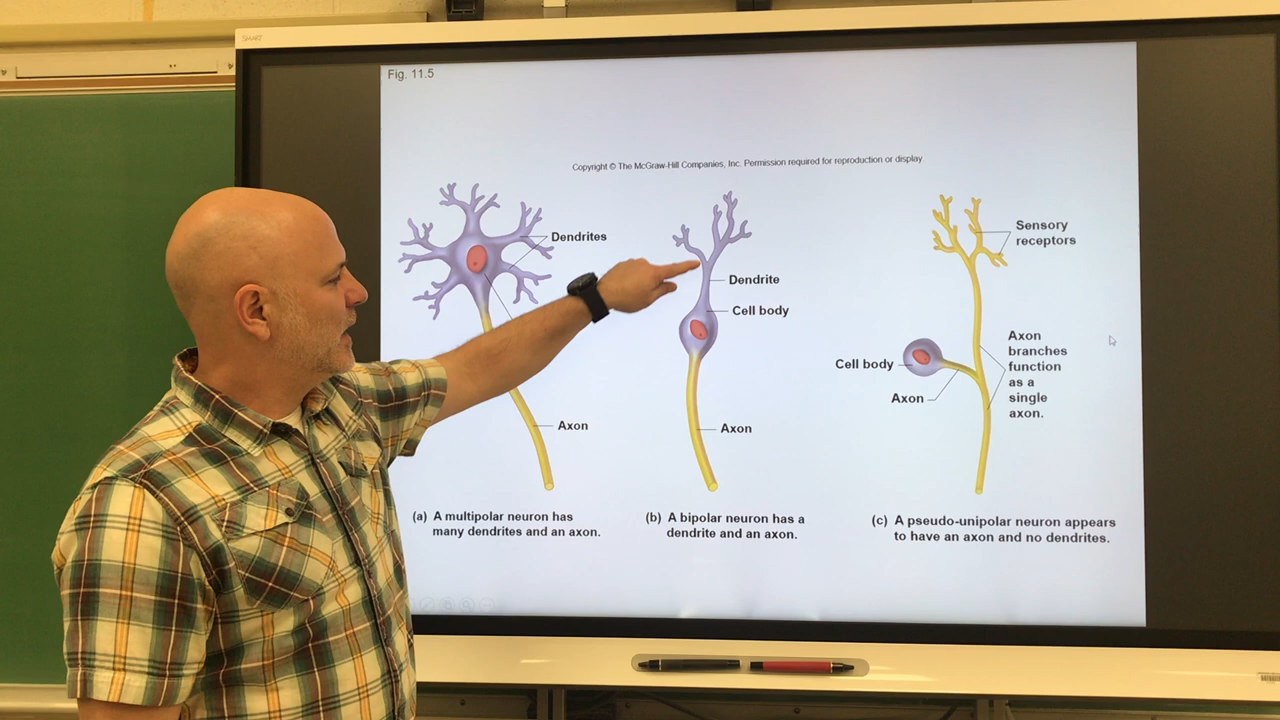 SMART
Fig. 11.5
Copyright © The McGraw-Hill Companies, Inc. Permission required for reproduction or display
Dendrites
Axon
(a) A multipolar neuron has
many dendrites and an axon.
Dendrite
Cell body
Axon
(b) A bipolar neuron has a
dendrite and an axon.
Sensory
receptors
Cell body
Axon
Axon
branches
function
as a
single
axon.
(c) A pseudo-unipolar neuron appears
to have an axon and no dendrites.